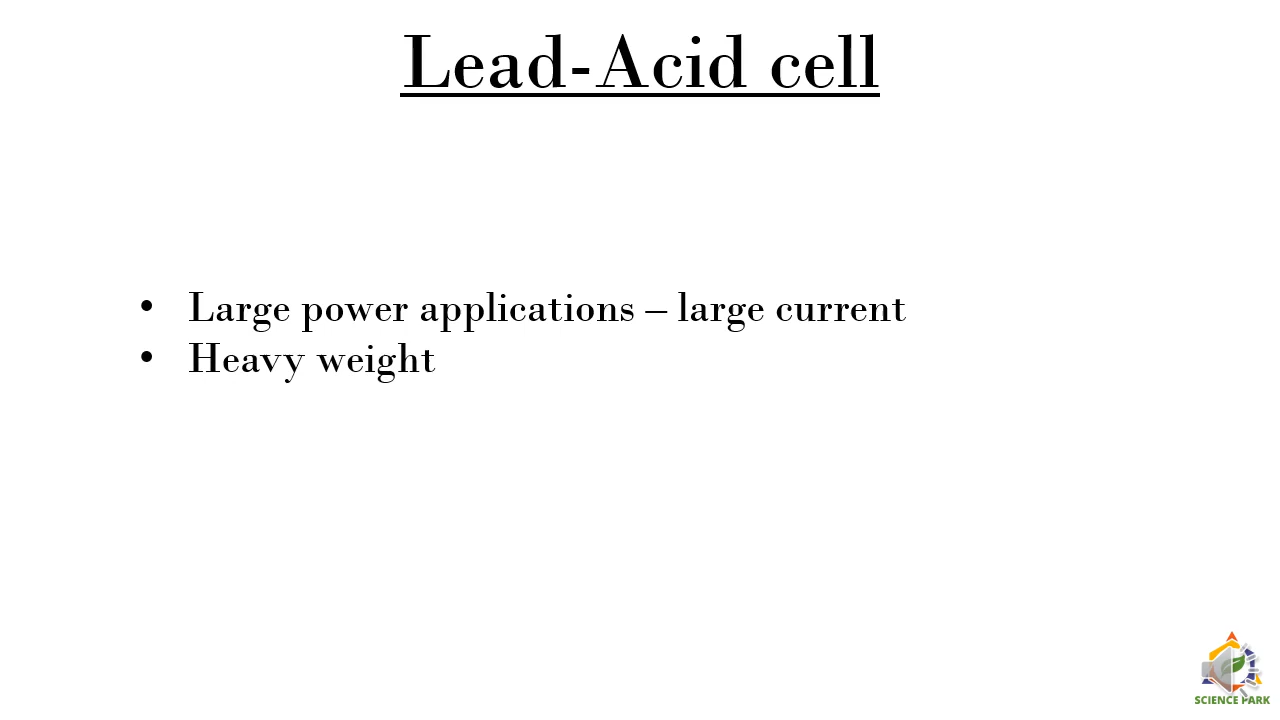 Lead-Acid cell
• Large power applications – large current
• Heavy weight
SCIENCE PARK